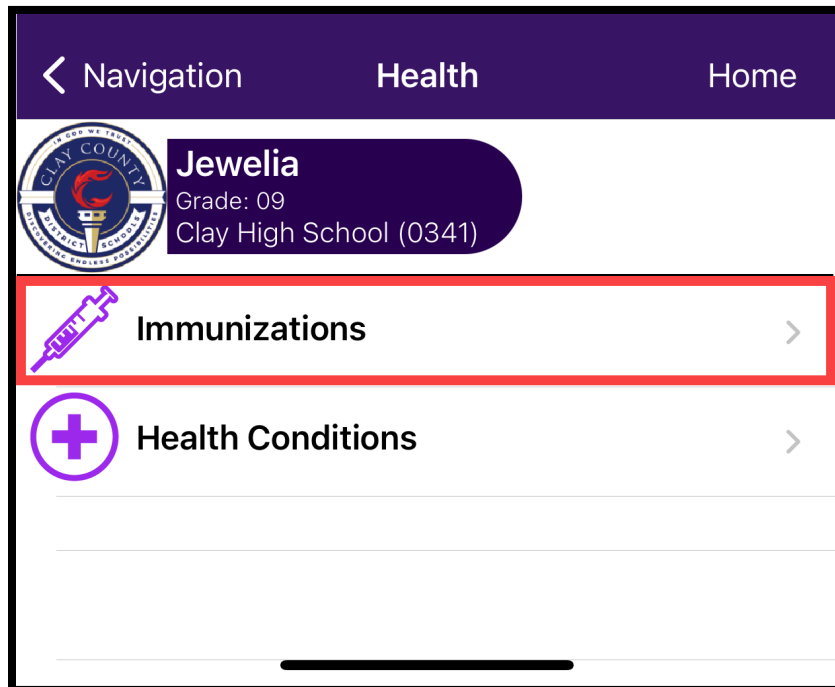 Navigation
Health
Home
IN GOD WE TRUST
CLAY COUNTY
DISTRICT SCHOOLS
DISCOVERING ENDLESS POSSIBILITIES
Jewelia
Grade: 09
Clay High School (0341)
Immunizations
Health Conditions